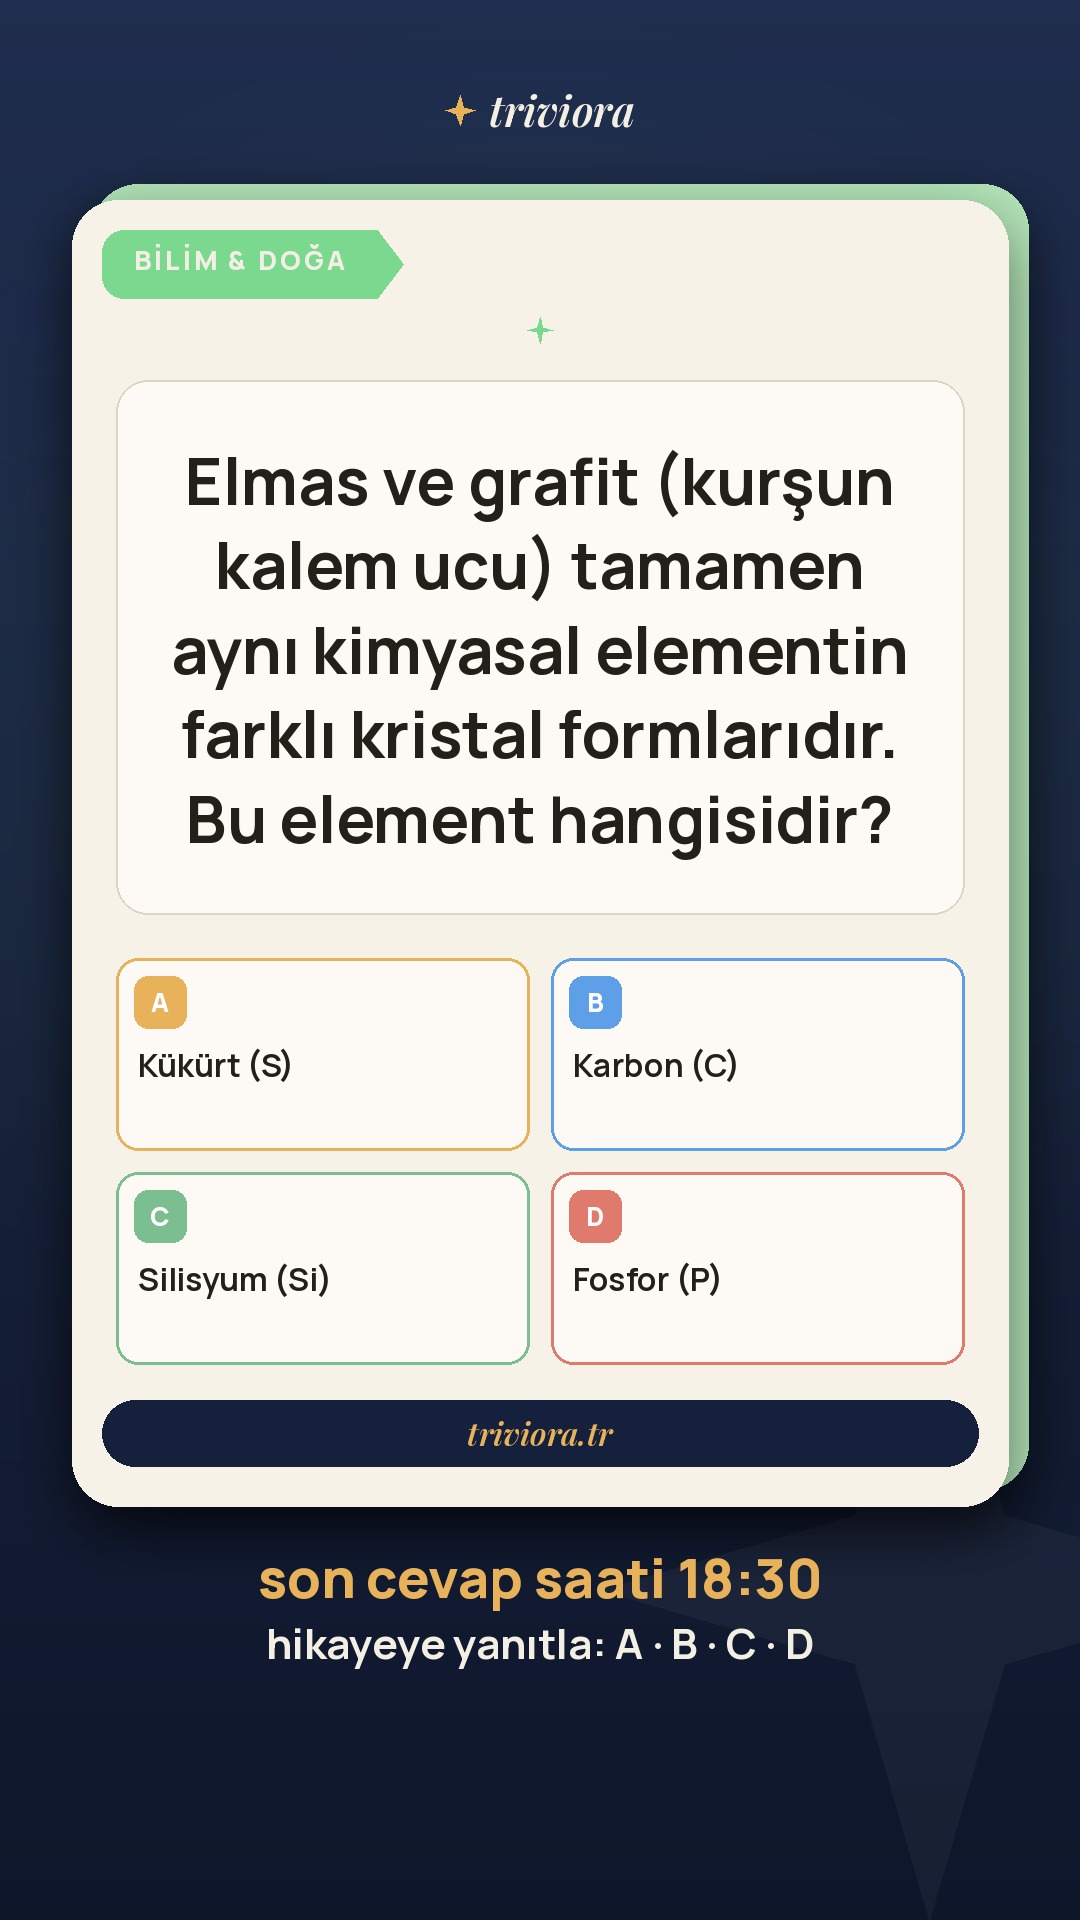 triviora
BİLİM & DOĞA
Elmas ve grafit (kurşun
kalem ucu) tamamen
aynı kimyasal elementin
farklı kristal formlarıdır.
Bu element hangisidir?
A
Kükürt (S)
B
Karbon (C)
C
Silisyum (Si)
D
Fosfor (P)
triviora.tr
son cevap saati 18:30
hikayeye yanıtla: A · B · C · D